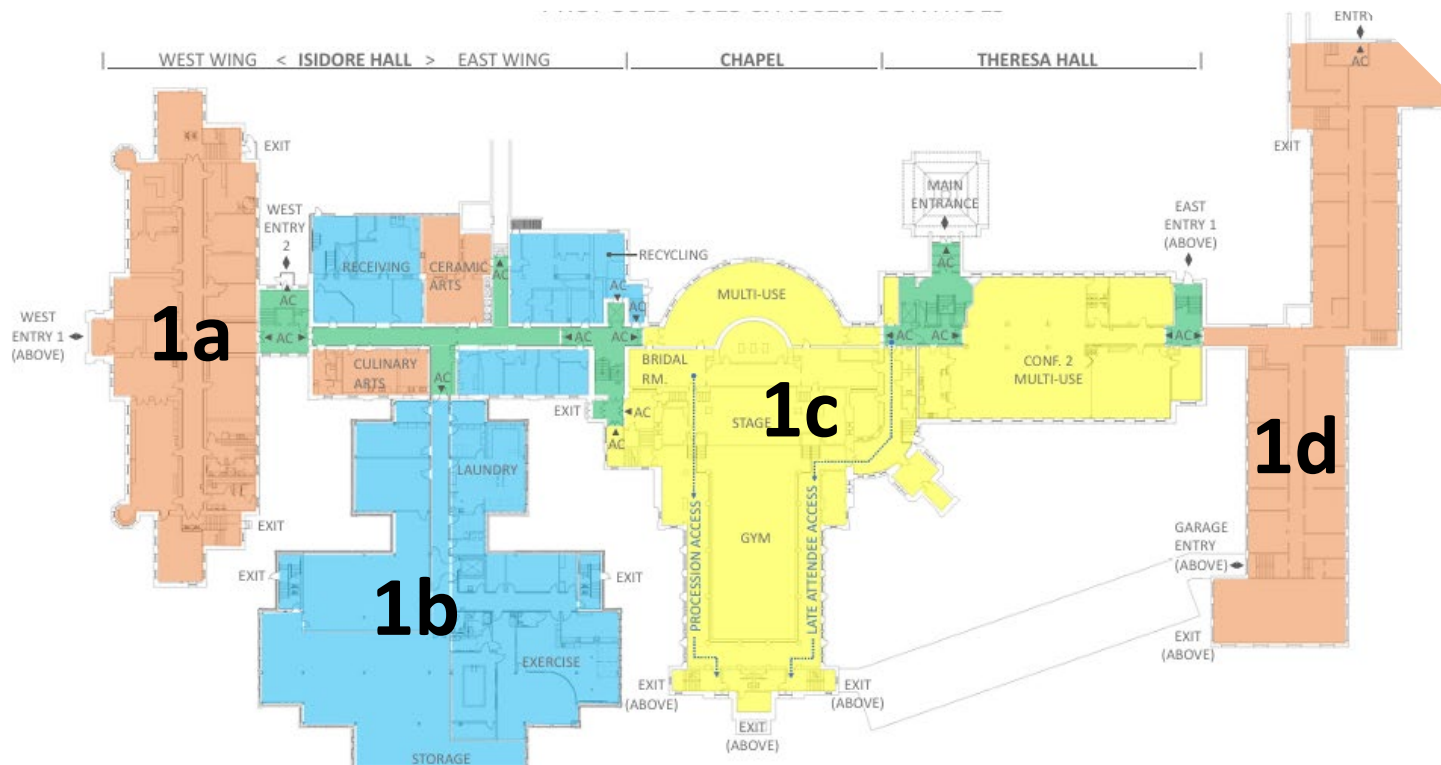 ENTRY
WEST WING < ISIDORE HALL > EAST WING
CHAPEL
THERESA HALL
AC
EXIT
EXIT
WEST
ENTRY
2
MAIN
ENTRANCE
EAST
ENTRY 1
(ABOVE)
RECEIVING
CERAMIC
ARTS
AC
RECYCLING
AC
AC
AC
AC
MULTI-USE
WEST
ENTRY 1
(ABOVE)
1a
AC
AC
AC
AC
AC
AC
CULINARY
ARTS
AC
BRIDAL
RM.
CONF. 2
MULTI-USE
EXIT
AC
AC
STAGE
1c
1d
LAUNDRY
PROCESSION ACCESS
LATE ATTENDEE ACCESS
EXIT
GYM
GARAGE
ENTRY
(ABOVE)
EXIT
EXIT
1b
EXERCISE
EXIT
(ABOVE)
EXIT
(ABOVE)
EXIT
(ABOVE)
EXIT
(ABOVE)
STORAGE